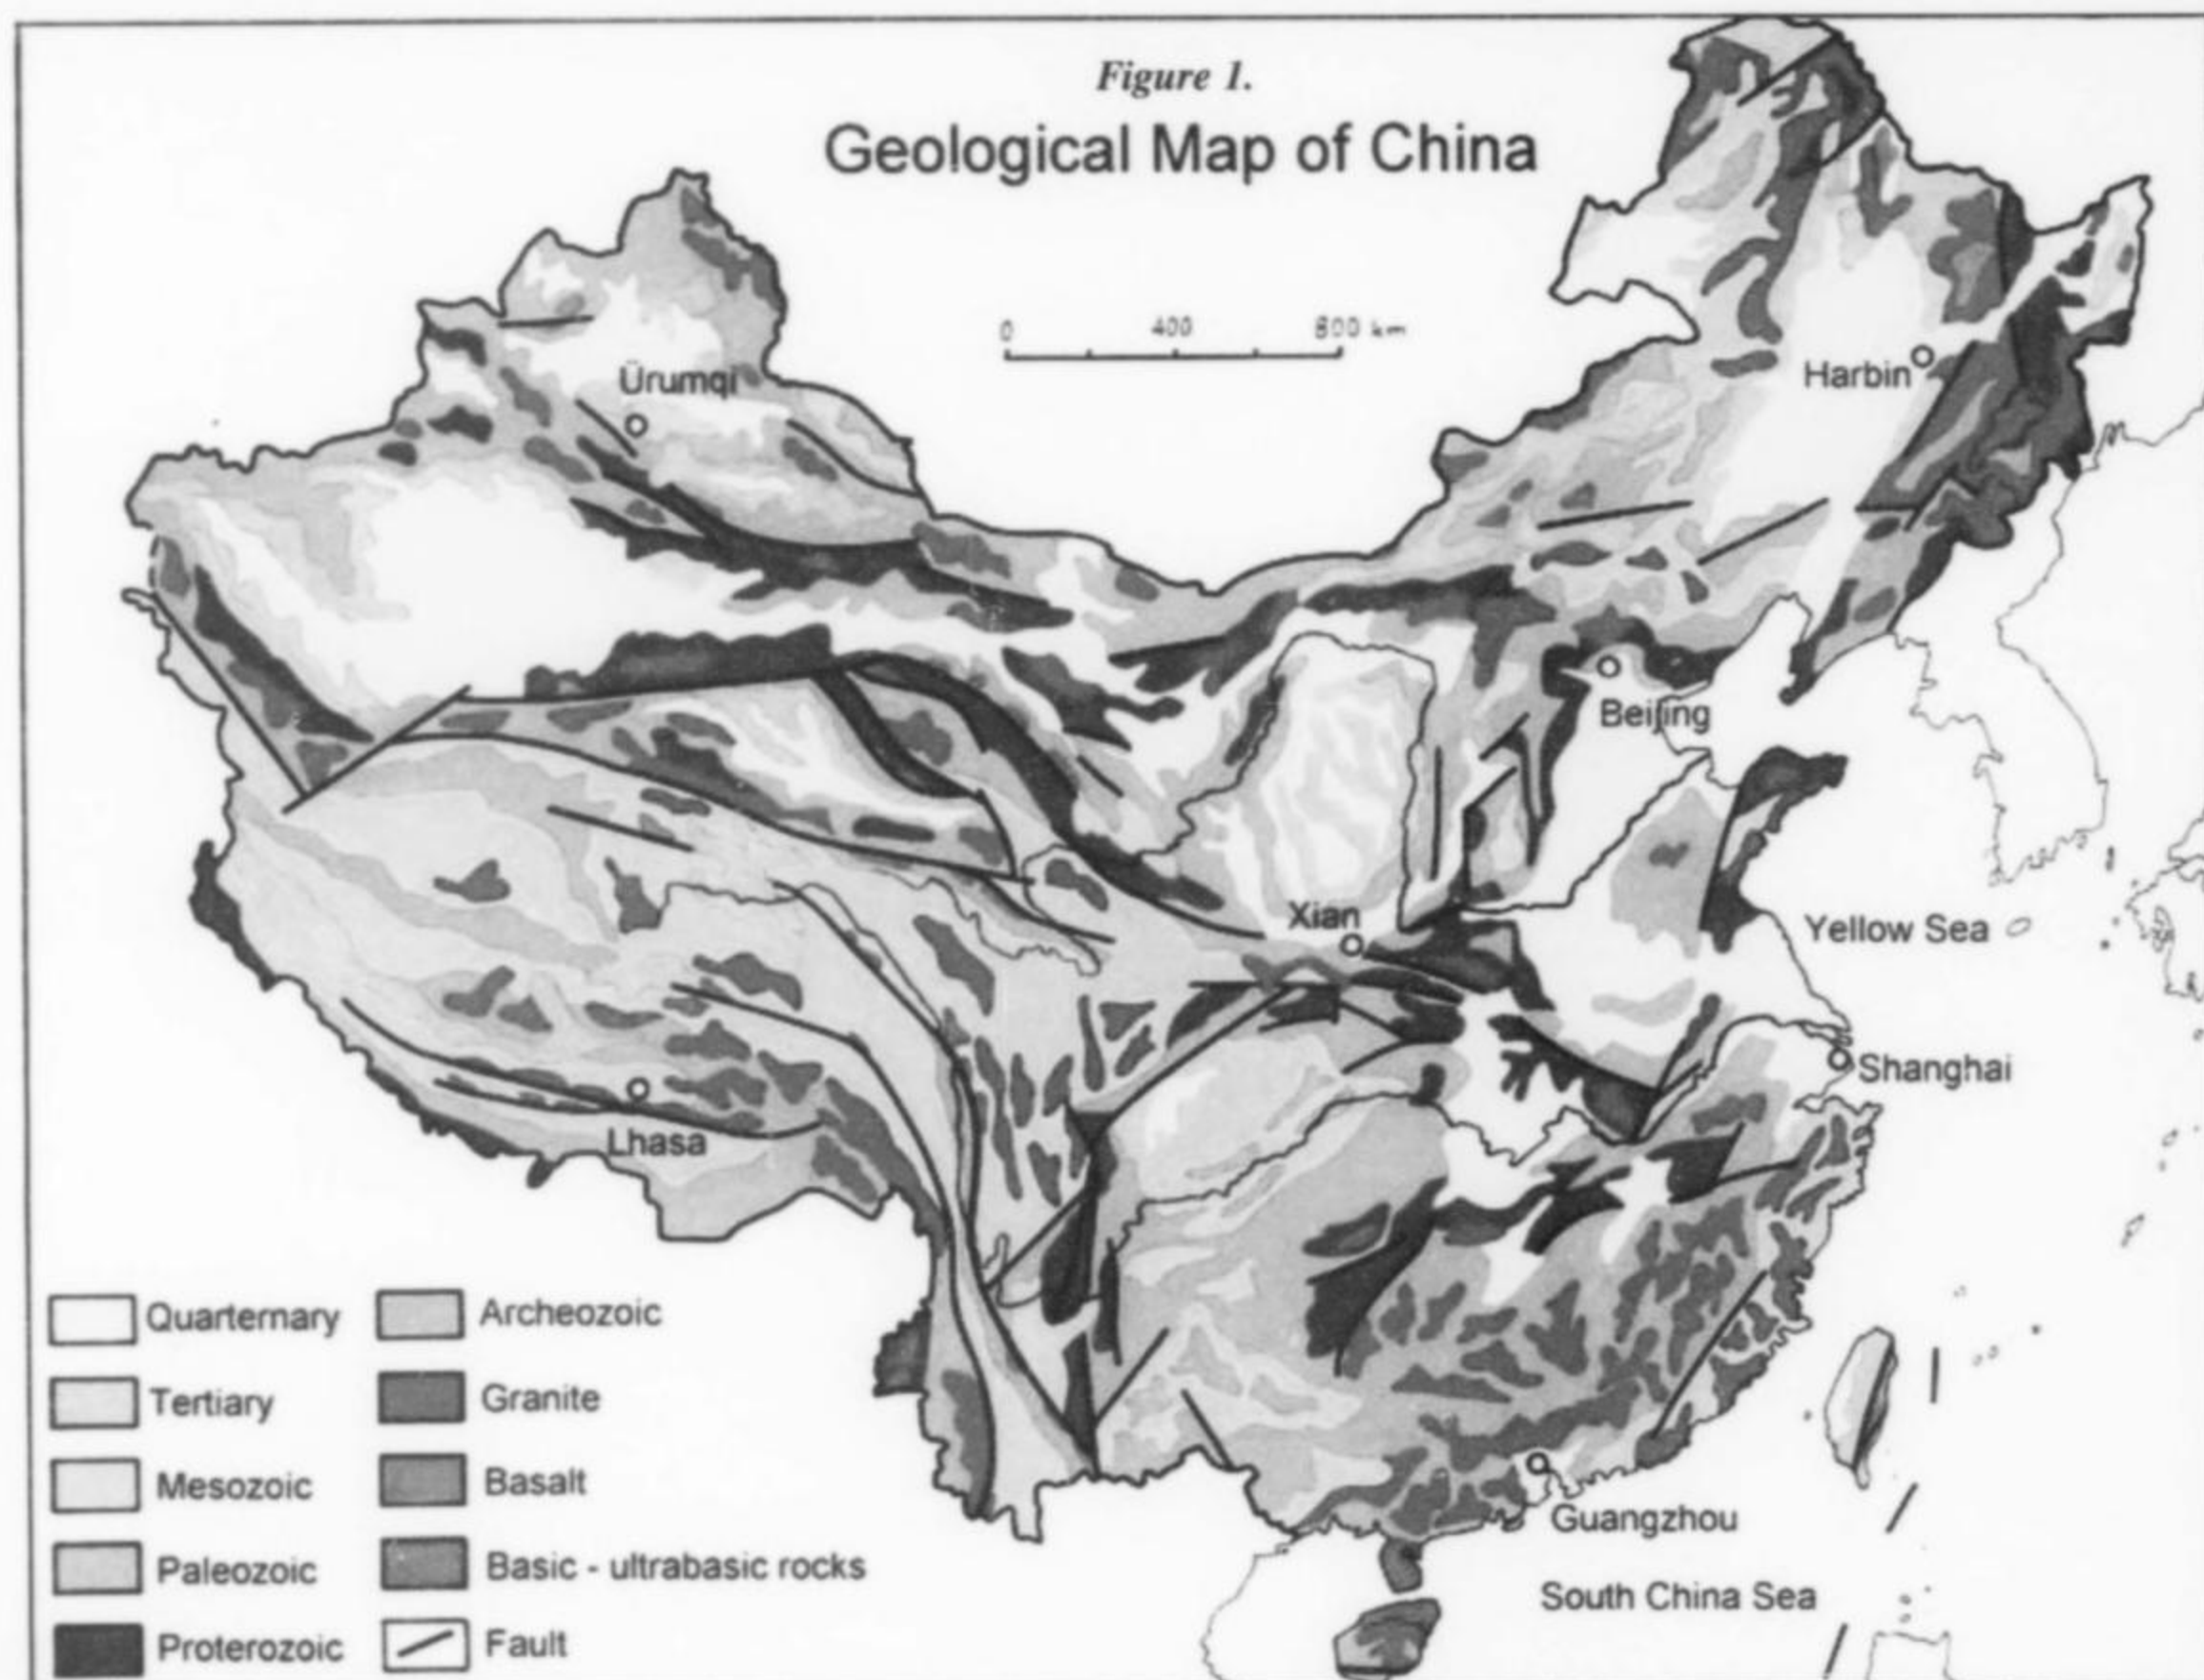 Figure 1.
Geological Map of China
0 400 800 km
Ürumqi
Harbin
Beijing
Xian
Yellow Sea
Shanghai
Lhasa
Guangzhou
South China Sea
Quarternary
Tertiary
Mesozoic
Paleozoic
Proterozoic
Archeozoic
Granite
Basalt
Basic - ultrabasic rocks
Fault